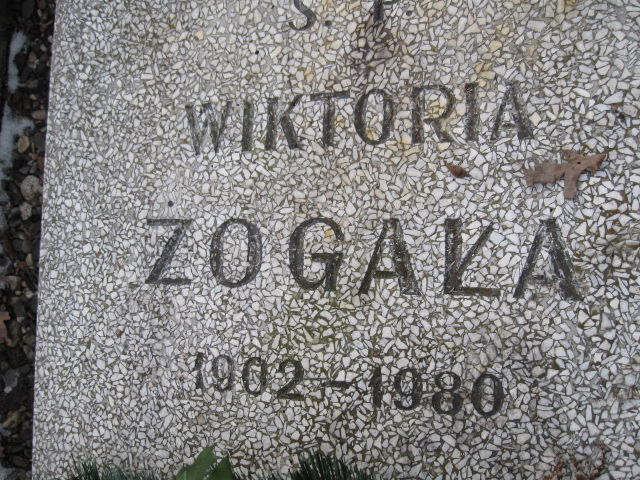 Ś. P.
WIKTORIA
ZOGAŁA
1902-1980